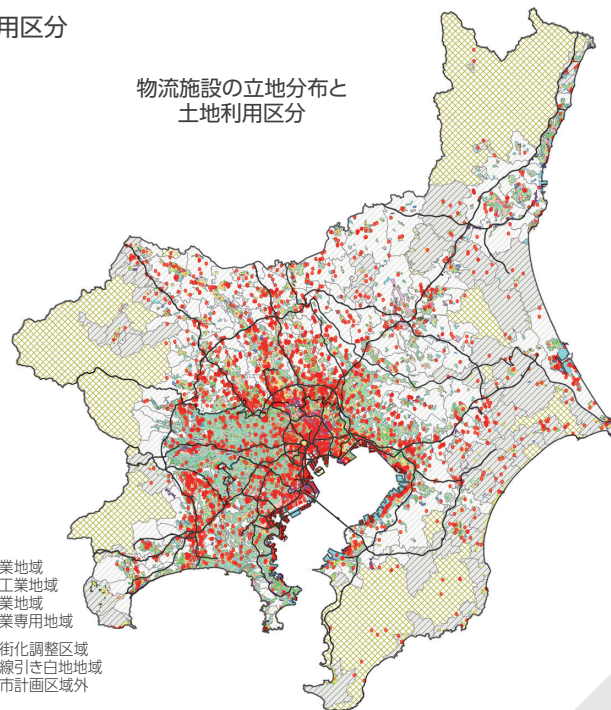 用区分
物流施設の立地分布と
土地利用区分
業地域
工業地域
業地域
業専用地域
街化調整区域
線引き白地地域
市計画区域外